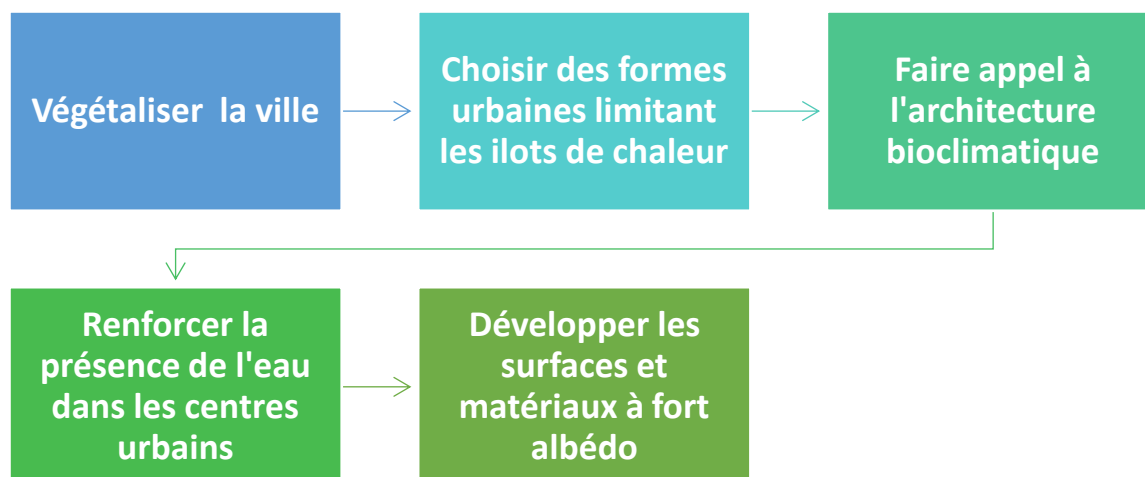 Végétaliser la ville
Choisir des formes
urbaines limitant
les ilots de chaleur
Faire appel à
l'architecture
bioclimatique
Renforcer la
présence de l'eau
dans les centres
urbains
Développer les
surfaces et
matériaux à fort
albédo